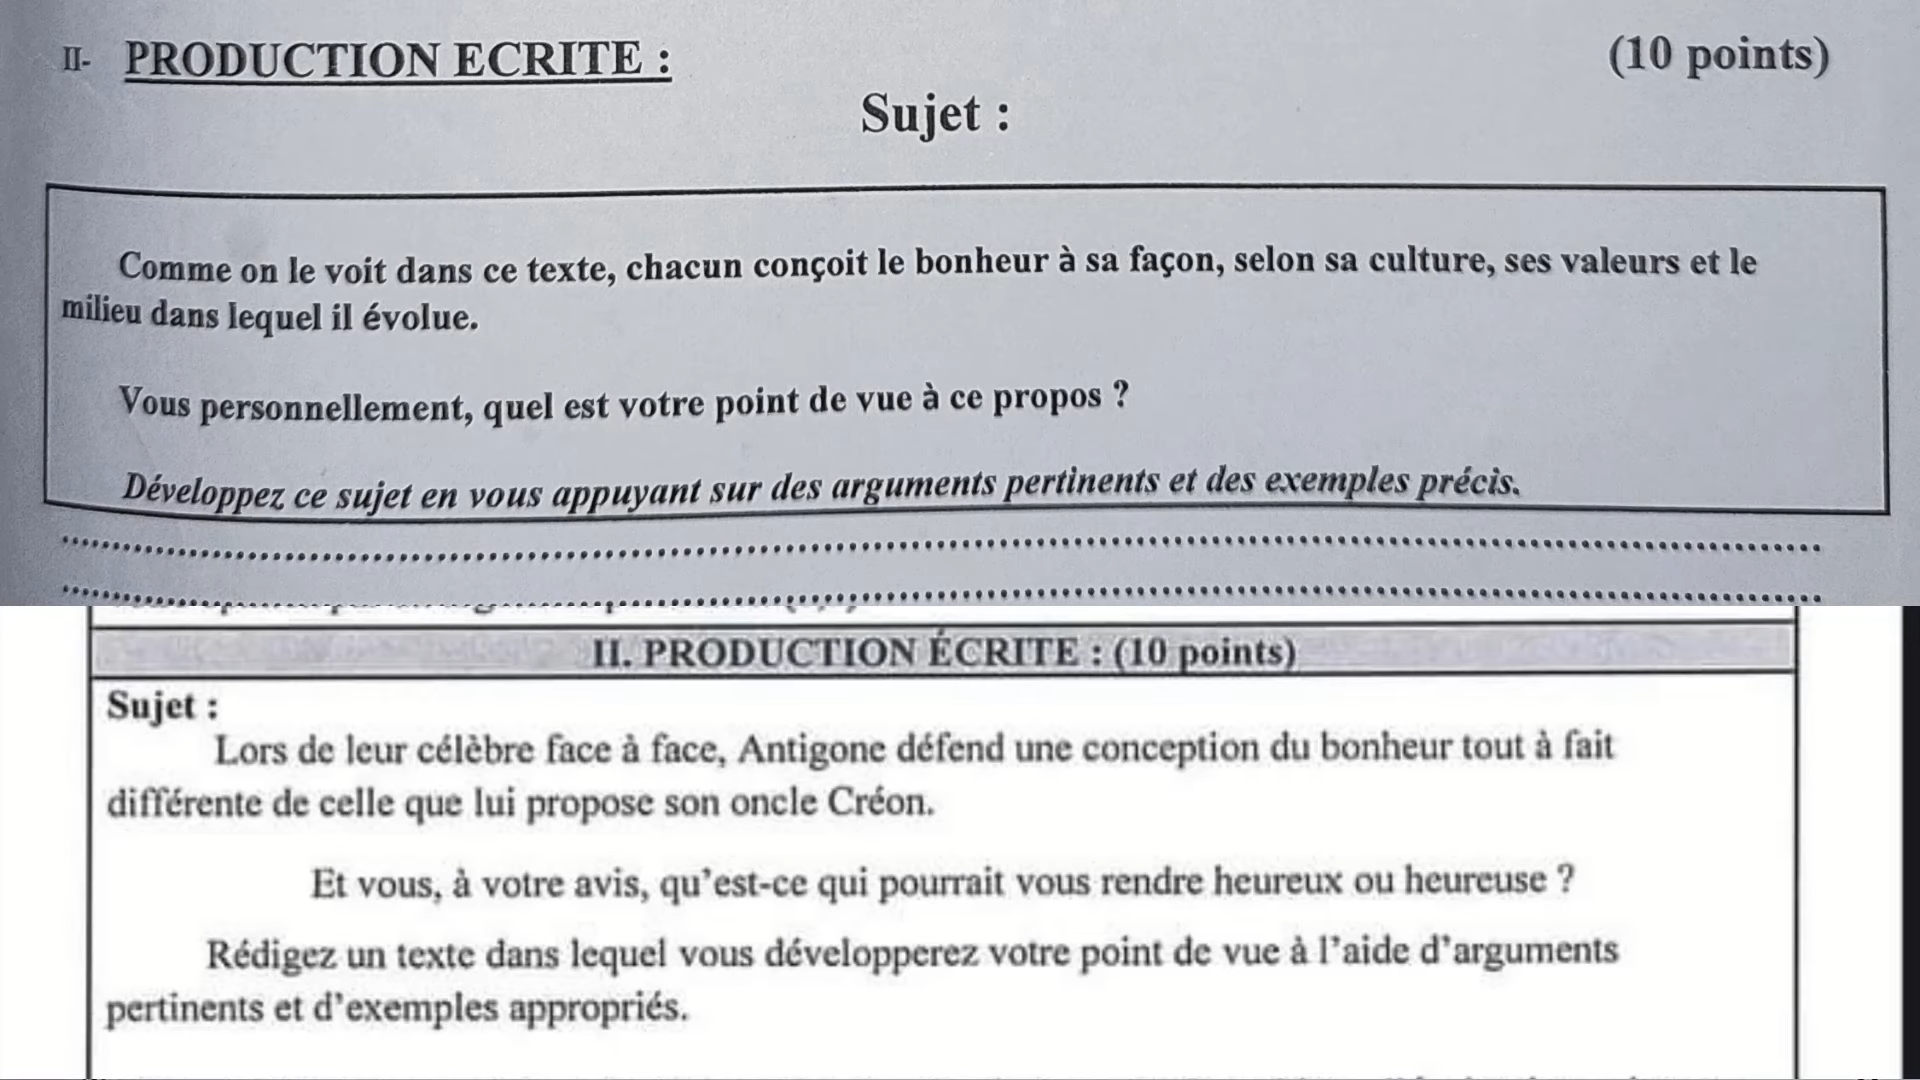 II- PRODUCTION ECRITE : (10 points)
Sujet :
Comme on le voit dans ce texte, chacun conçoit le bonheur à sa façon, selon sa culture, ses valeurs et le
milieu dans lequel il évolue.
Vous personnellement, quel est votre point de vue à ce propos ?
Développez ce sujet en vous appuyant sur des arguments pertinents et des exemples précis.
II. PRODUCTION ÉCRITE : (10 points)
Sujet :
Lors de leur célèbre face à face, Antigone défend une conception du bonheur tout à fait
différente de celle que lui propose son oncle Créon.
Et vous, à votre avis, qu'est-ce qui pourrait vous rendre heureux ou heureuse ?
Rédigez un texte dans lequel vous développerez votre point de vue à l'aide d'arguments
pertinents et d'exemples appropriés.